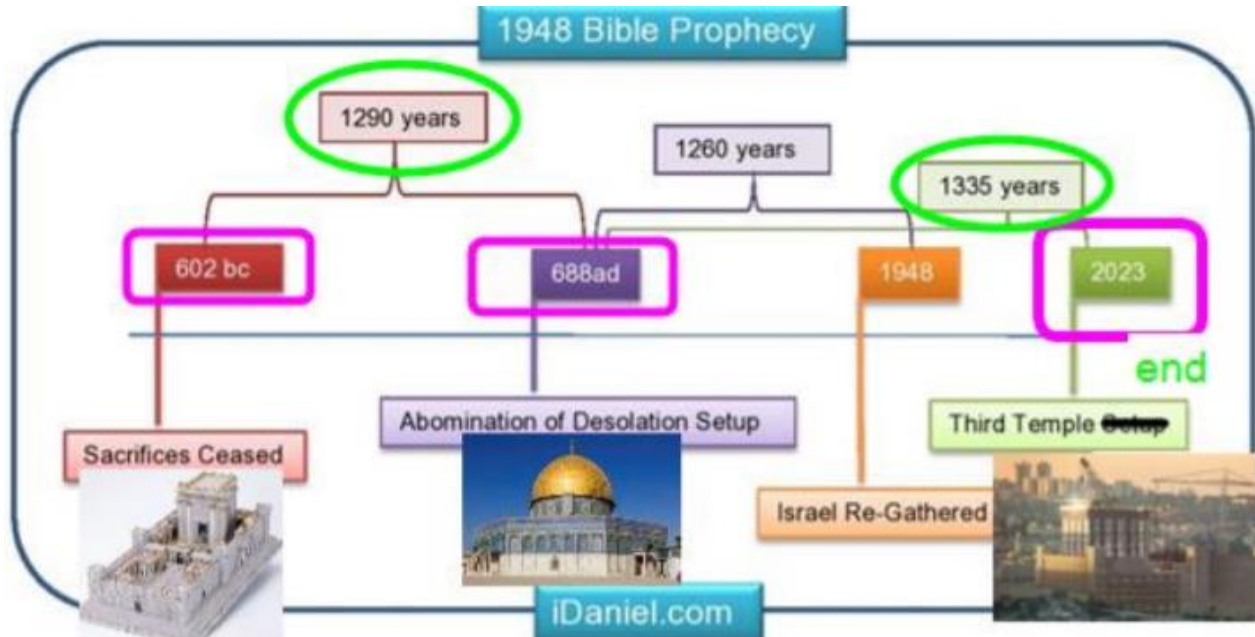 1948 Bible Prophecy
1290 years
1260 years
1335 years
602 bc
688ad
1948
2023
end
Abomination of Desolation Setup
Third Temple Setup
Sacrifices Ceased
Israel Re-Gathered
iDaniel.com